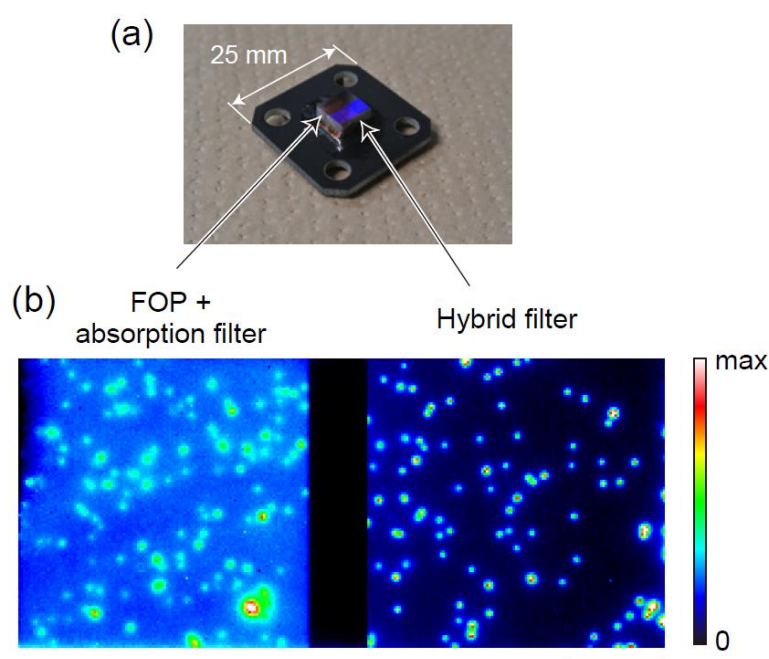 (a)
25 mm
(b)
FOP +
absorption filter
Hybrid filter
max
0